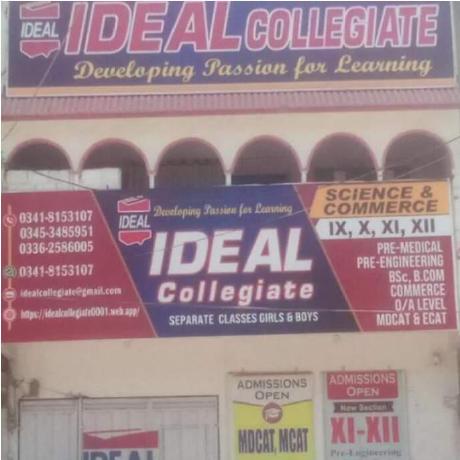 IDEAL
IDEAL COLLEGIATE
Developing Passion for Learning
0341-8153107
0345-3485951
0336-2586005
0341-8153107
idealcollegiate@gmail.com
https://idealcollegiate0001.web.app/
IDEAL
Developing Passion for Learning
IDEAL
Collegiate
SEPARATE CLASSES GIRLS & BOYS
SCIENCE &
COMMERCE
IX, X, XI, XII
PRE-MEDICAL
PRE-ENGINEERING
BSc, B.COM
COMMERCE
O/A LEVEL
MDCAT & ECAT
IDEAL
ADMISSIONS
OPEN
MDCAT, MCAT
ADMISSIONS
OPEN
New Section
XI-XII
Pre-Engineering